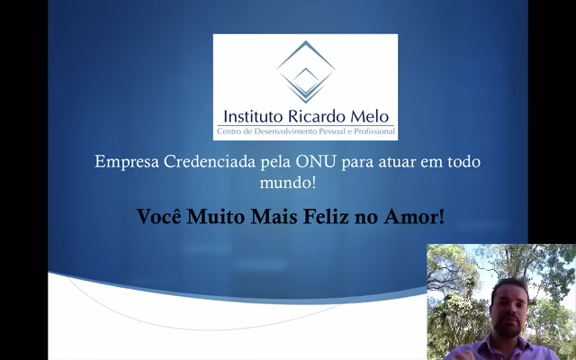 Instituto Ricardo Melo
Centro de Desenvolvimento Pessoal e Profissional
Empresa Credenciada pela ONU para atuar em todo
mundo!
Você Muito Mais Feliz no Amor!